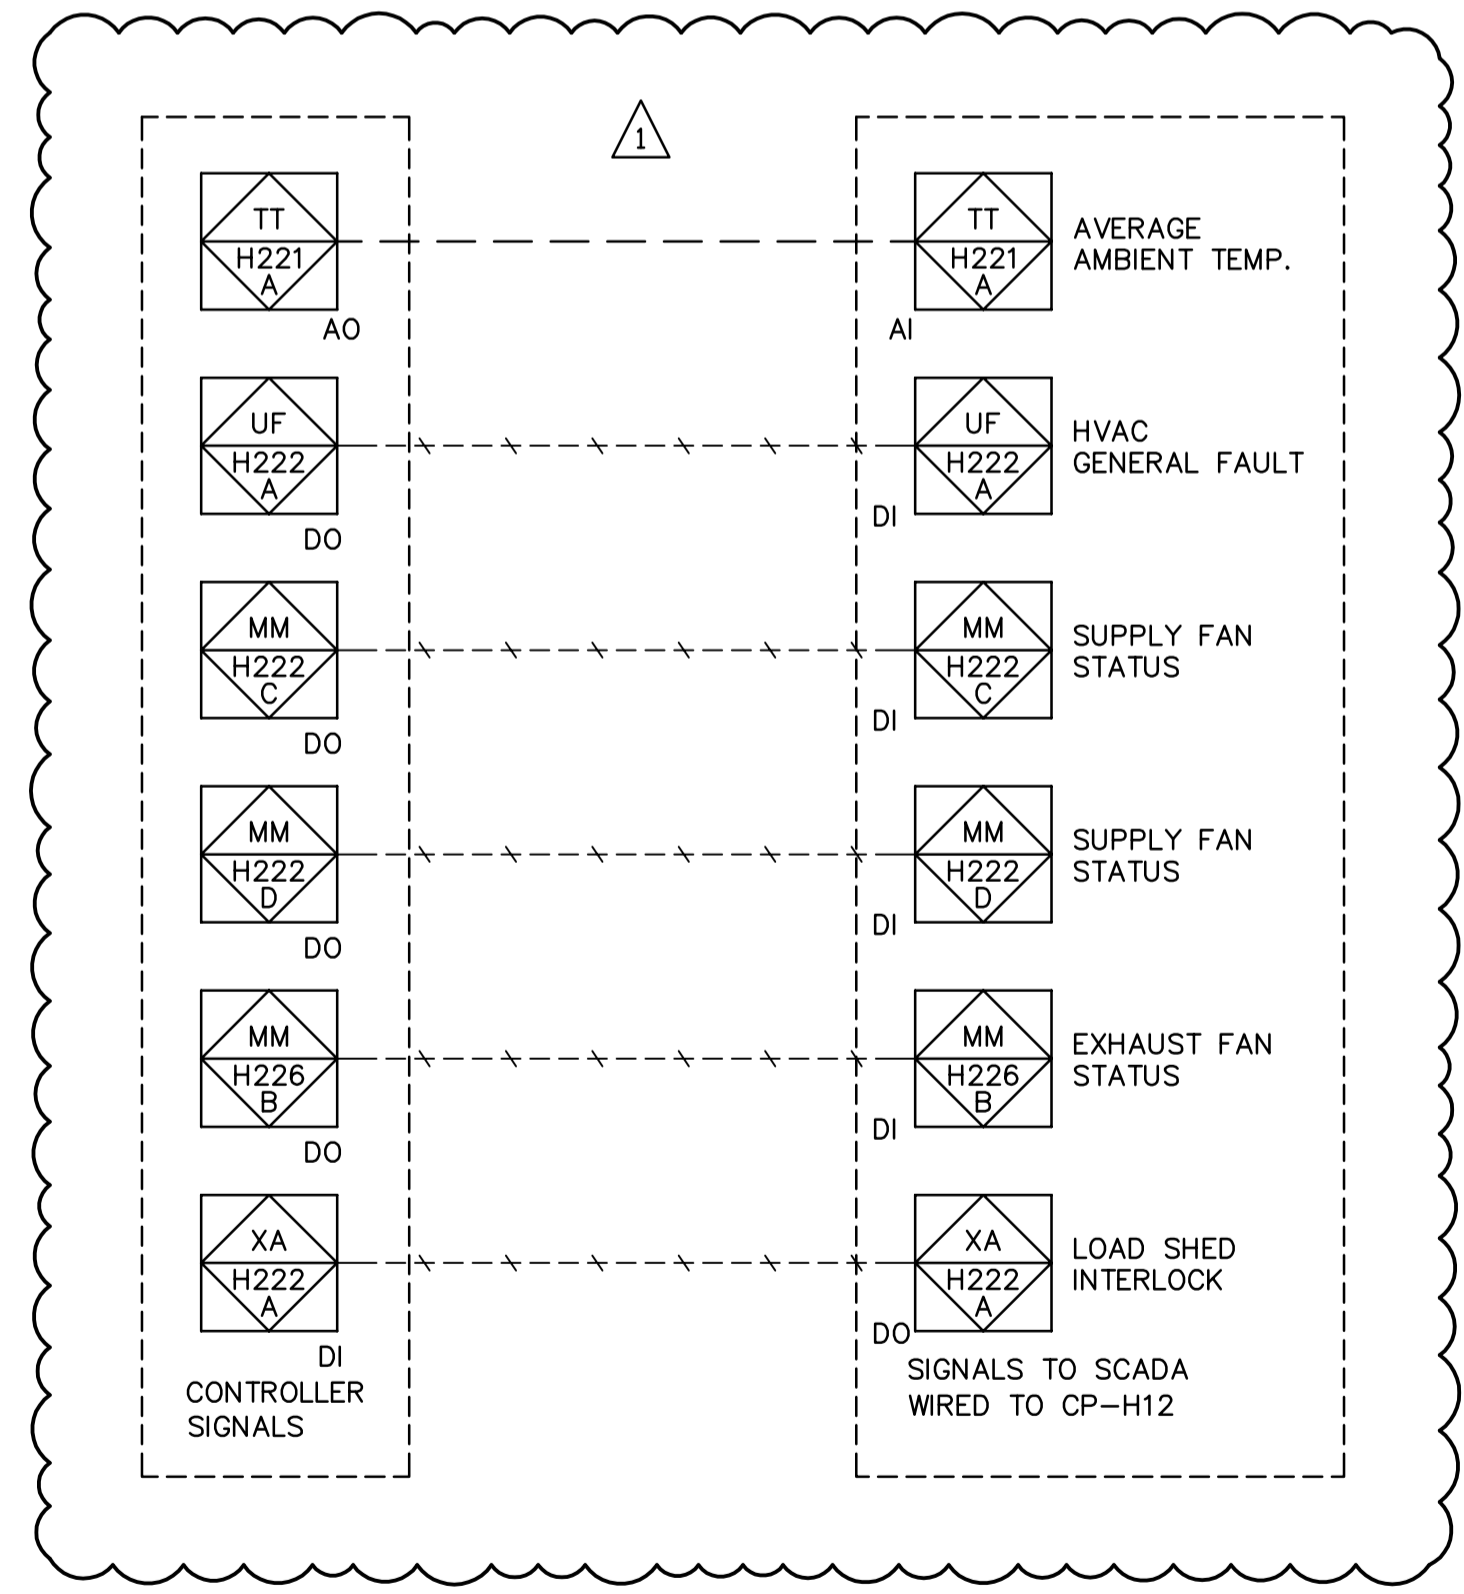 1
TT
H221
A
AO
TT
H221
A
AI
AVERAGE
AMBIENT TEMP.
UF
H222
A
DO
UF
H222
A
DI
HVAC
GENERAL FAULT
MM
H222
C
DO
MM
H222
C
DI
SUPPLY FAN
STATUS
MM
H222
D
DO
MM
H222
D
DI
SUPPLY FAN
STATUS
MM
H226
B
DO
MM
H226
B
DI
EXHAUST FAN
STATUS
XA
H222
A
DI
XA
H222
A
DO
LOAD SHED
INTERLOCK
CONTROLLER
SIGNALS
SIGNALS TO SCADA
WIRED TO CP-H12